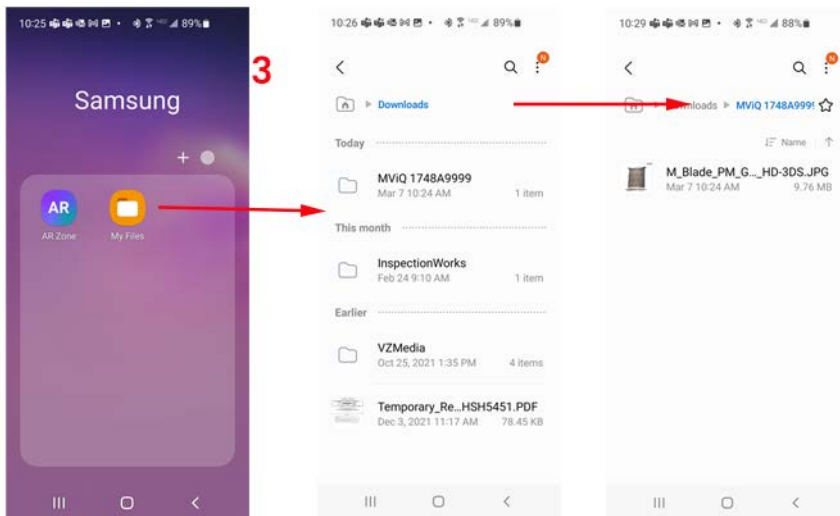 10:25 89%
3
Samsung
AR
AR Zone
My Files
10:26 89%
N
Downloads
Today
MViQ 1748A9999
Mar 7 10:24 AM 1 item
This month
InspectionWorks
Feb 24 9:10 AM 1 item
Earlier
VZMedia
Oct 25, 2021 1:35 PM 4 items
Temporary_Re...HSH5451.PDF
Dec 3, 2021 11:17 AM 78.45 KB
10:29 88%
N
MViQ 1748A999
Name
M_Blade_PM_G..._HD-3DS.JPG
Mar 7 10:24 AM 9.76 MB